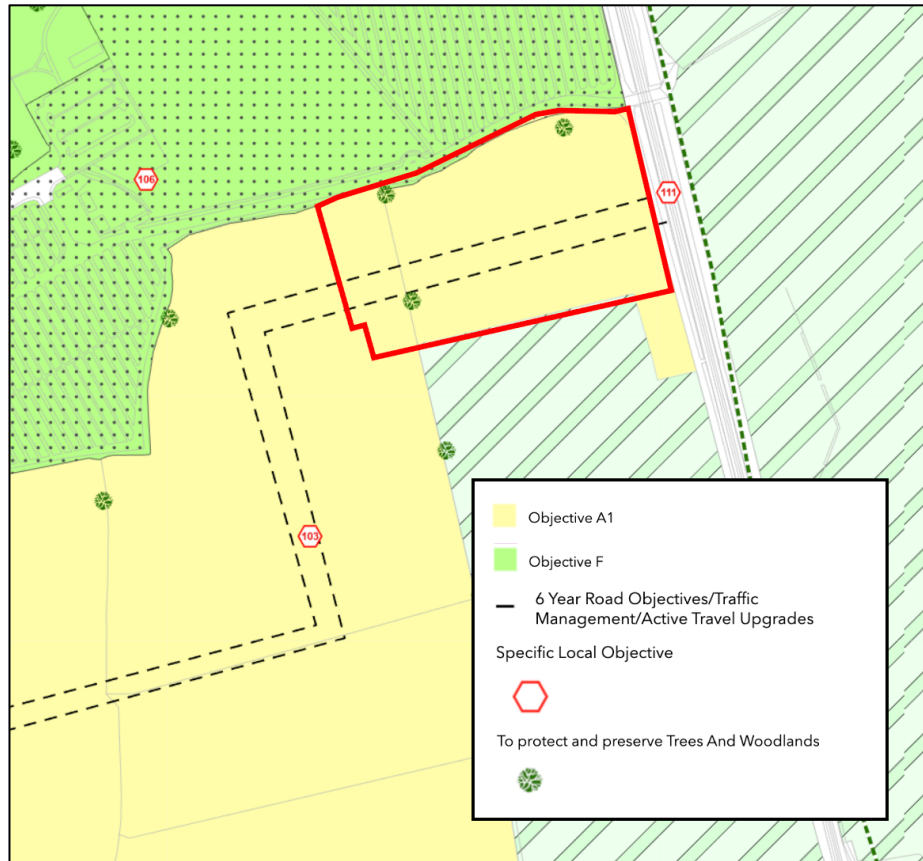 106
111
103
Objective A1
Objective F
6 Year Road Objectives/Traffic
Management/Active Travel Upgrades
Specific Local Objective
To protect and preserve Trees And Woodlands